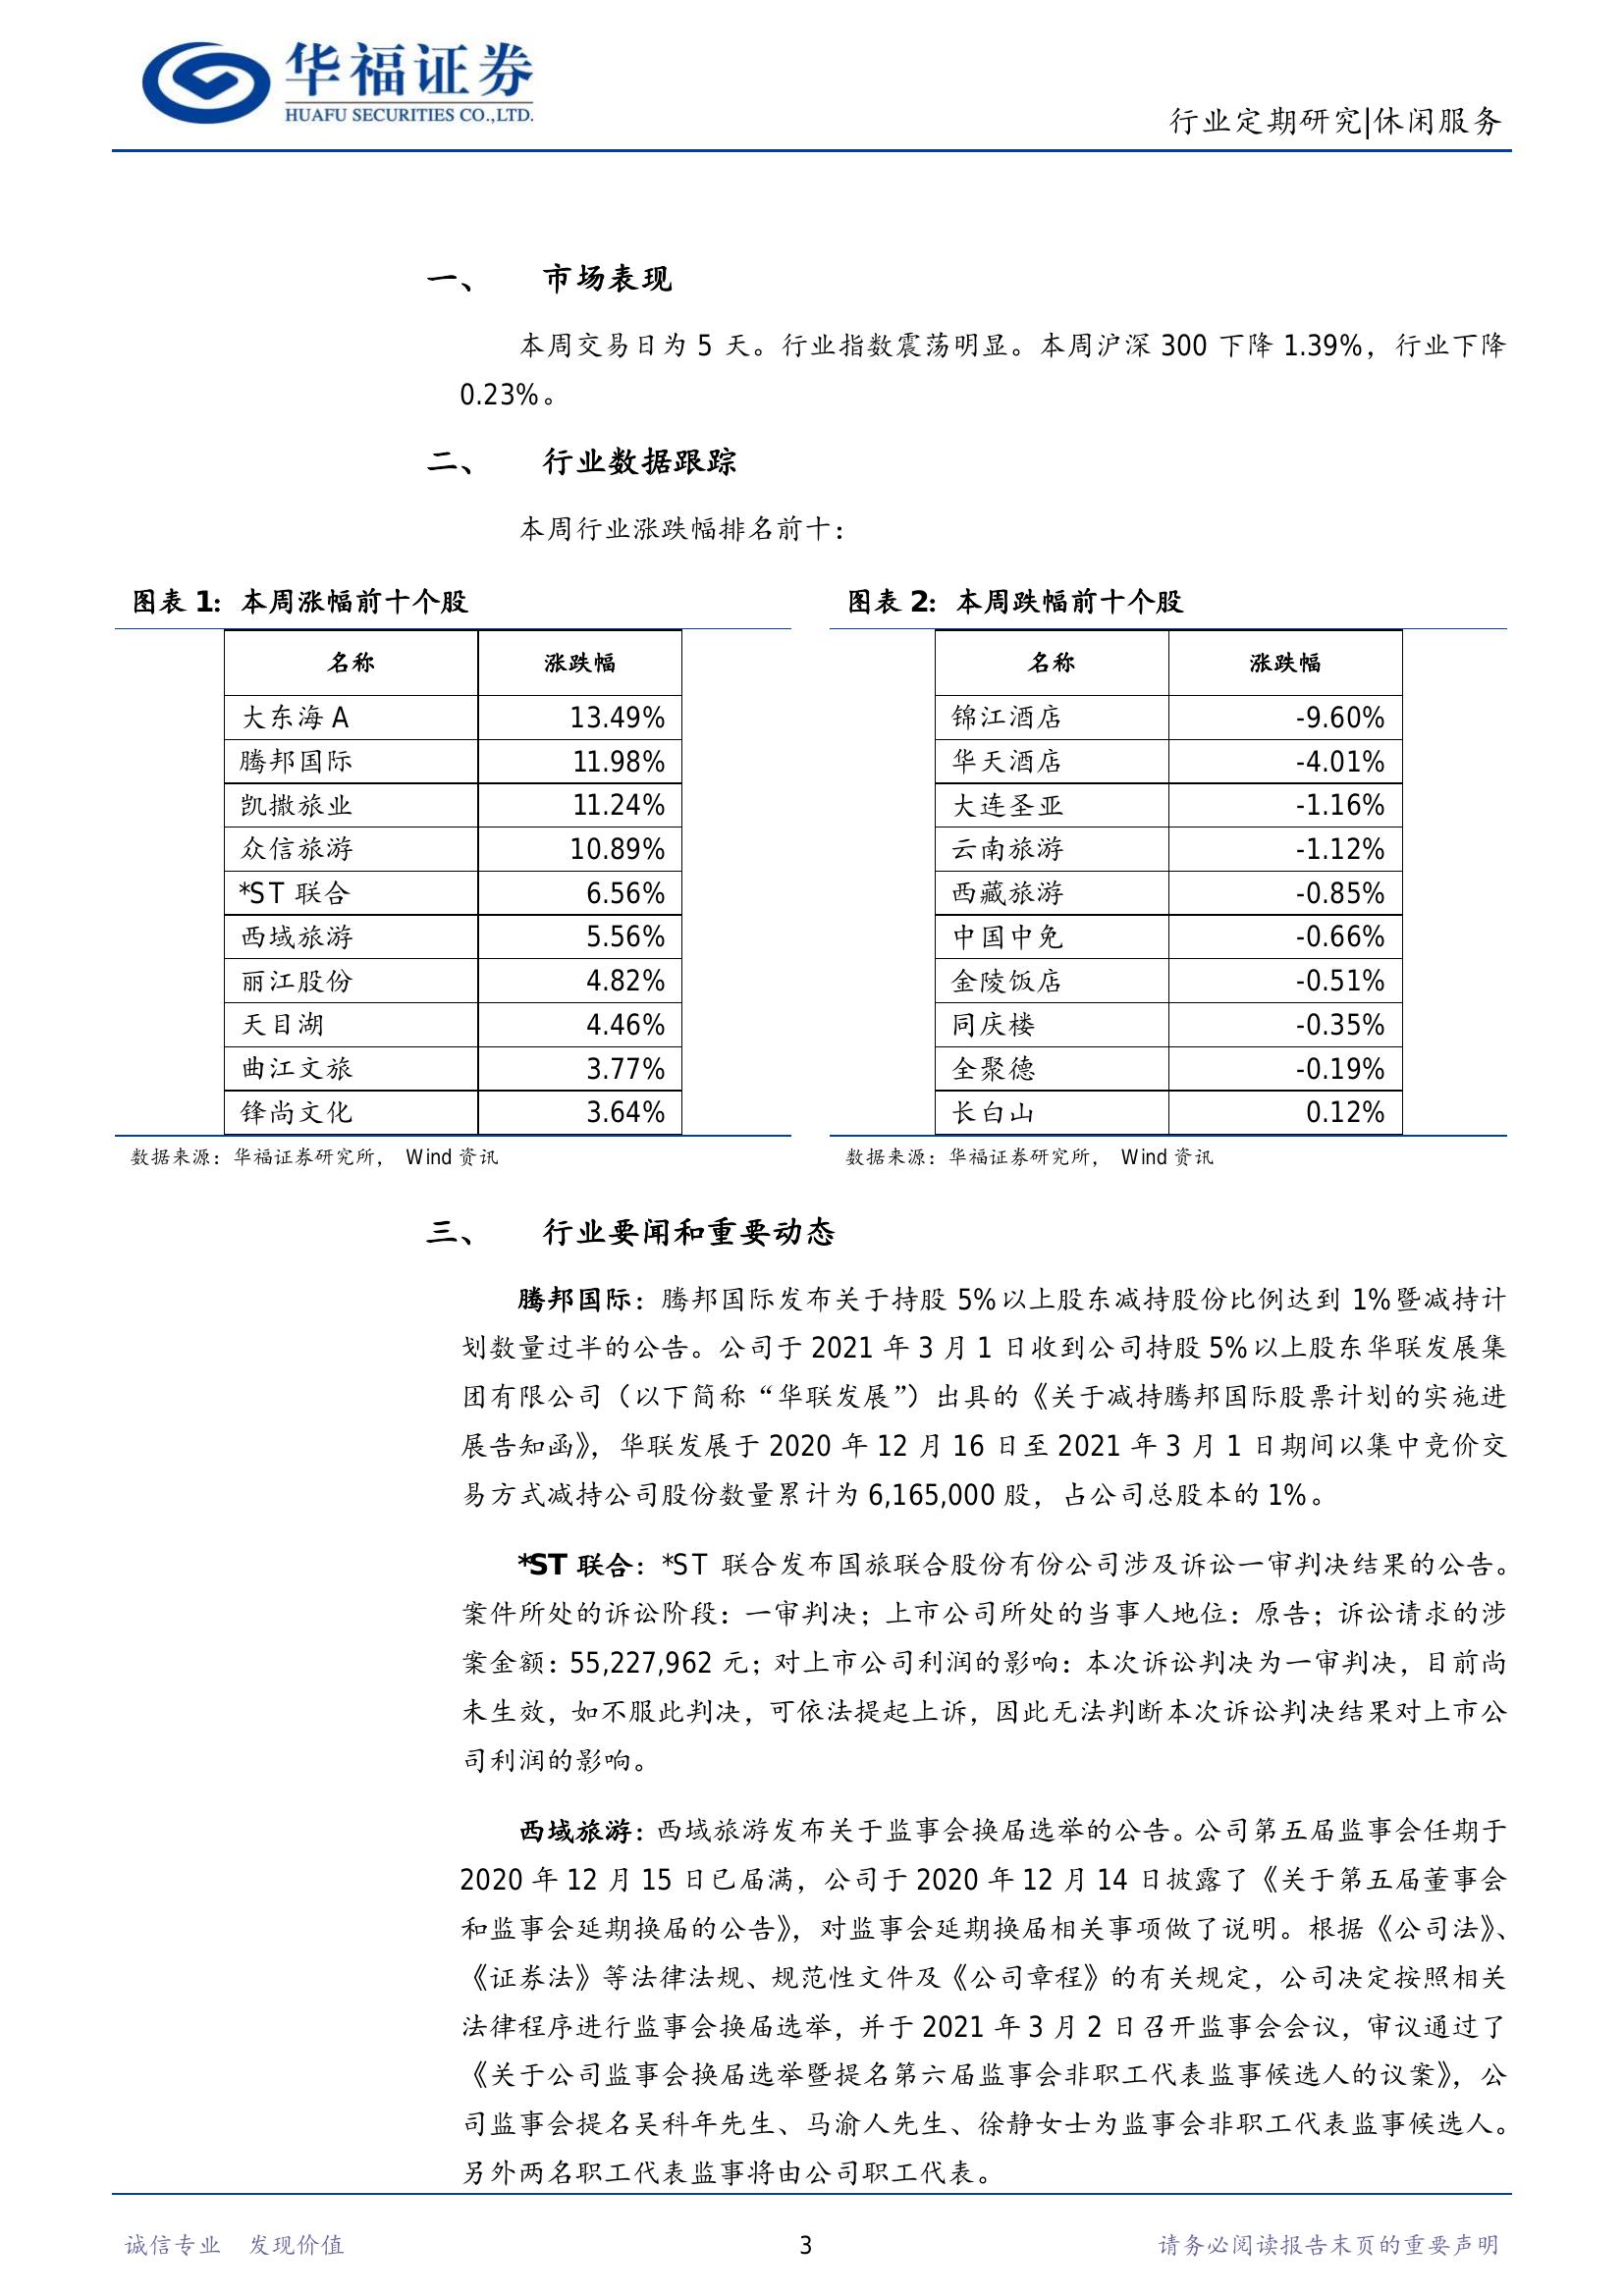 华福证券
HUAFU SECURITIES CO.,LTD.
行业定期研究|休闲服务
一、 市场表现
本周交易日为 5 天。行业指数震荡明显。本周沪深 300 下降 1.39%，行业下降
0.23%。
二、 行业数据跟踪
本周行业涨跌幅排名前十：
图表 1：本周涨幅前十个股
名称 涨跌幅
大东海 A 13.49%
腾邦国际 11.98%
凯撒旅业 11.24%
众信旅游 10.89%
*ST 联合 6.56%
西域旅游 5.56%
丽江股份 4.82%
天目湖 4.46%
曲江文旅 3.77%
锋尚文化 3.64%
数据来源：华福证券研究所， Wind 资讯
图表 2：本周跌幅前十个股
名称 涨跌幅
锦江酒店 -9.60%
华天酒店 -4.01%
大连圣亚 -1.16%
云南旅游 -1.12%
西藏旅游 -0.85%
中国中免 -0.66%
金陵饭店 -0.51%
同庆楼 -0.35%
全聚德 -0.19%
长白山 0.12%
数据来源：华福证券研究所， Wind 资讯
三、 行业要闻和重要动态
腾邦国际：腾邦国际发布关于持股 5%以上股东减持股份比例达到 1%暨减持计
划数量过半的公告。公司于 2021 年 3 月 1 日收到公司持股 5%以上股东华联发展集
团有限公司（以下简称“华联发展”）出具的《关于减持腾邦国际股票计划的实施进
展告知函》，华联发展于 2020 年 12 月 16 日至 2021 年 3 月 1 日期间以集中竞价交
易方式减持公司股份数量累计为 6,165,000 股，占公司总股本的 1%。
*ST 联合：*ST 联合发布国旅联合股份有份公司涉及诉讼一审判决结果的公告。
案件所处的诉讼阶段：一审判决；上市公司所处的当事人地位：原告；诉讼请求的涉
案金额：55,227,962 元；对上市公司利润的影响：本次诉讼判决为一审判决，目前尚
未生效，如不服此判决，可依法提起上诉，因此无法判断本次诉讼判决结果对上市公
司利润的影响。
西域旅游：西域旅游发布关于监事会换届选举的公告。公司第五届监事会任期于
2020 年 12 月 15 日已届满，公司于 2020 年 12 月 14 日披露了《关于第五届董事会
和监事会延期换届的公告》，对监事会延期换届相关事项做了说明。根据《公司法》、
《证券法》等法律法规、规范性文件及《公司章程》的有关规定，公司决定按照相关
法律程序进行监事会换届选举，并于 2021 年 3 月 2 日召开监事会会议，审议通过了
《关于公司监事会换届选举暨提名第六届监事会非职工代表监事候选人的议案》，公
司监事会提名吴科年先生、马渝人先生、徐静女士为监事会非职工代表监事候选人。
另外两名职工代表监事将由公司职工代表。
诚信专业 发现价值 3 请务必阅读报告末页的重要声明